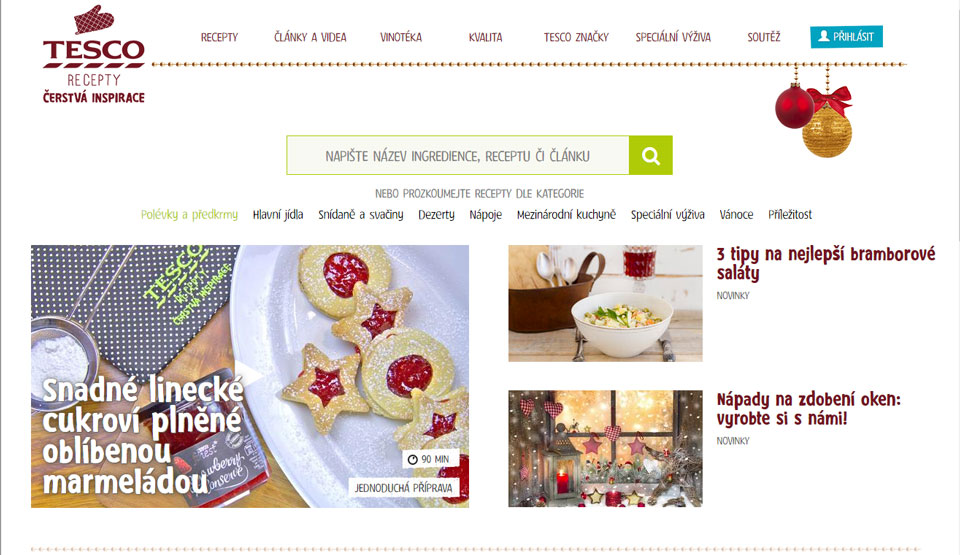 TESCO
RECEPTY
ČERSTVÁ INSPIRACE
RECEPTY ČLÁNKY A VIDEA VINOTÉKA KVALITA TESCO ZNAČKY SPECIÁLNÍ VÝŽIVA SOUTĚŽ PŘIHLÁSIT
NAPIŠTE NÁZEV INGREDIENCE, RECEPTU ČI ČLÁNKU
NEBO PROZKOUMEJTE RECEPTY DLE KATEGORIE
Polévky a předkrmy Hlavní jídla Snídaně a svačiny Dezerty Nápoje Mezinárodní kuchyně Speciální výživa Vánoce Příležitost
TESCO
Recepty
ČERSTVÁ INSPIRACE
Snadné linecké
cukroví plněné
oblíbenou
marmeládou
Strawberry
Conserve
90 MIN
JEDNODUCHÁ PŘÍPRAVA
3 tipy na nejlepší bramborové
saláty
NOVINKY
Nápady na zdobení oken:
vyrobte si s námi!
NOVINKY